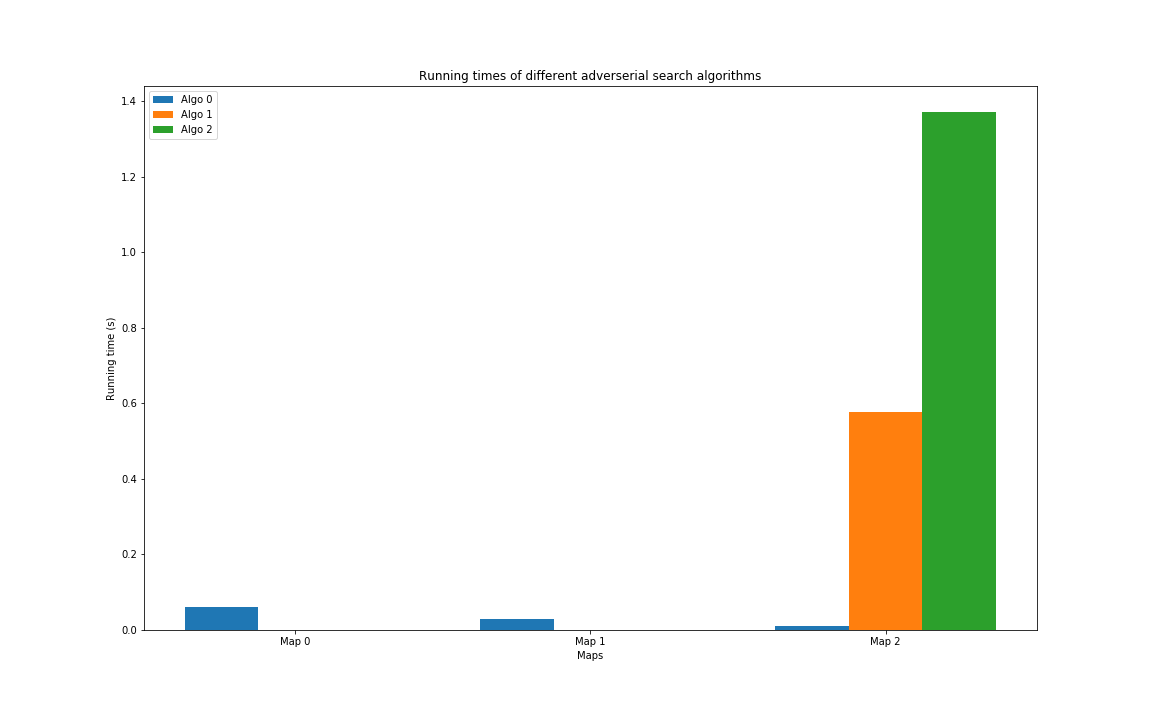 Running times of different adverserial search algorithms
Algo 0
Algo 1
Algo 2
1.4
1.2
1.0
0.8
0.6
0.4
0.2
0.0
Running time (s)
Map 0
Map 1
Map 2
Maps